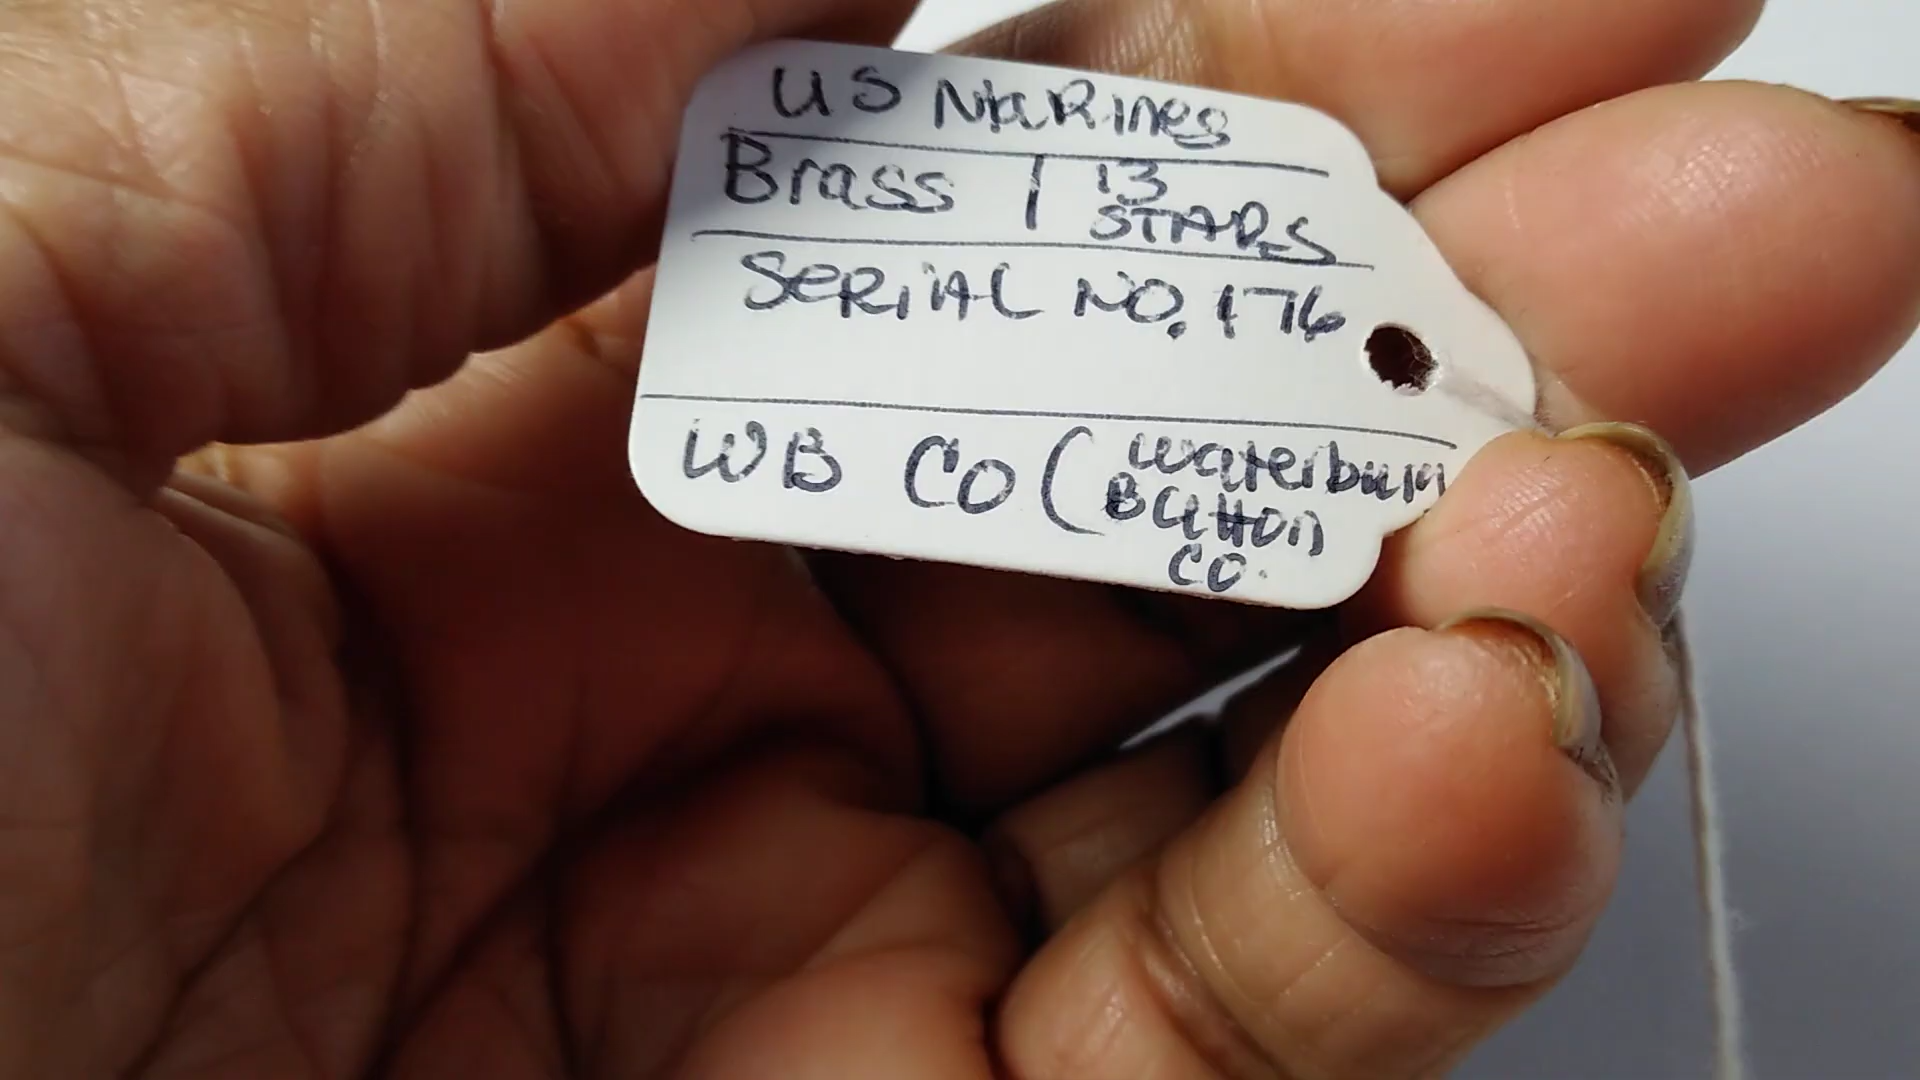 US Marines
Brass | 13 STARS
SERIAL NO. 176
WB CO (Waterbury
Button
CO.